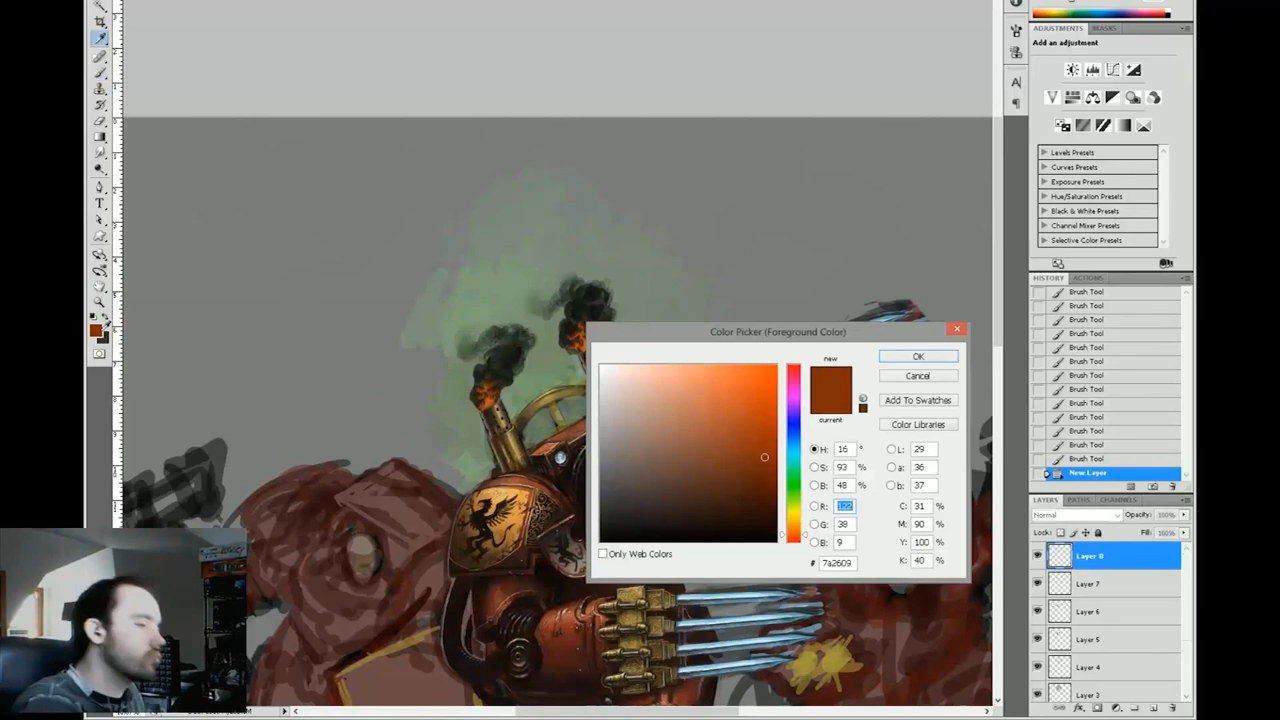 ADJUSTMENTS MASKS
Add an adjustment
Levels Presets
Curves Presets
Exposure Presets
Hue/Saturation Presets
Black & White Presets
Channel Mixer Presets
Selective Color Presets
HISTORY ACTIONS
Brush Tool
Brush Tool
Brush Tool
Brush Tool
Brush Tool
Brush Tool
Brush Tool
Brush Tool
Brush Tool
Brush Tool
Brush Tool
Brush Tool
Brush Tool
New Layer
LAYERS PATHS CHANNELS
Normal Opacity: 100%
Lock: Fill: 100%
Layer 8
Layer 7
Layer 6
Layer 5
Layer 4
Layer 3
Color Picker (Foreground Color)
new
current
OK
Cancel
Add To Swatches
Color Libraries
H: 16 ° L: 29
S: 93 % a: 36
B: 48 % b: 37
R: 122 C: 31 %
G: 38 M: 90 %
B: 9 Y: 100 %
# 7a2609 K: 40 %
Only Web Colors